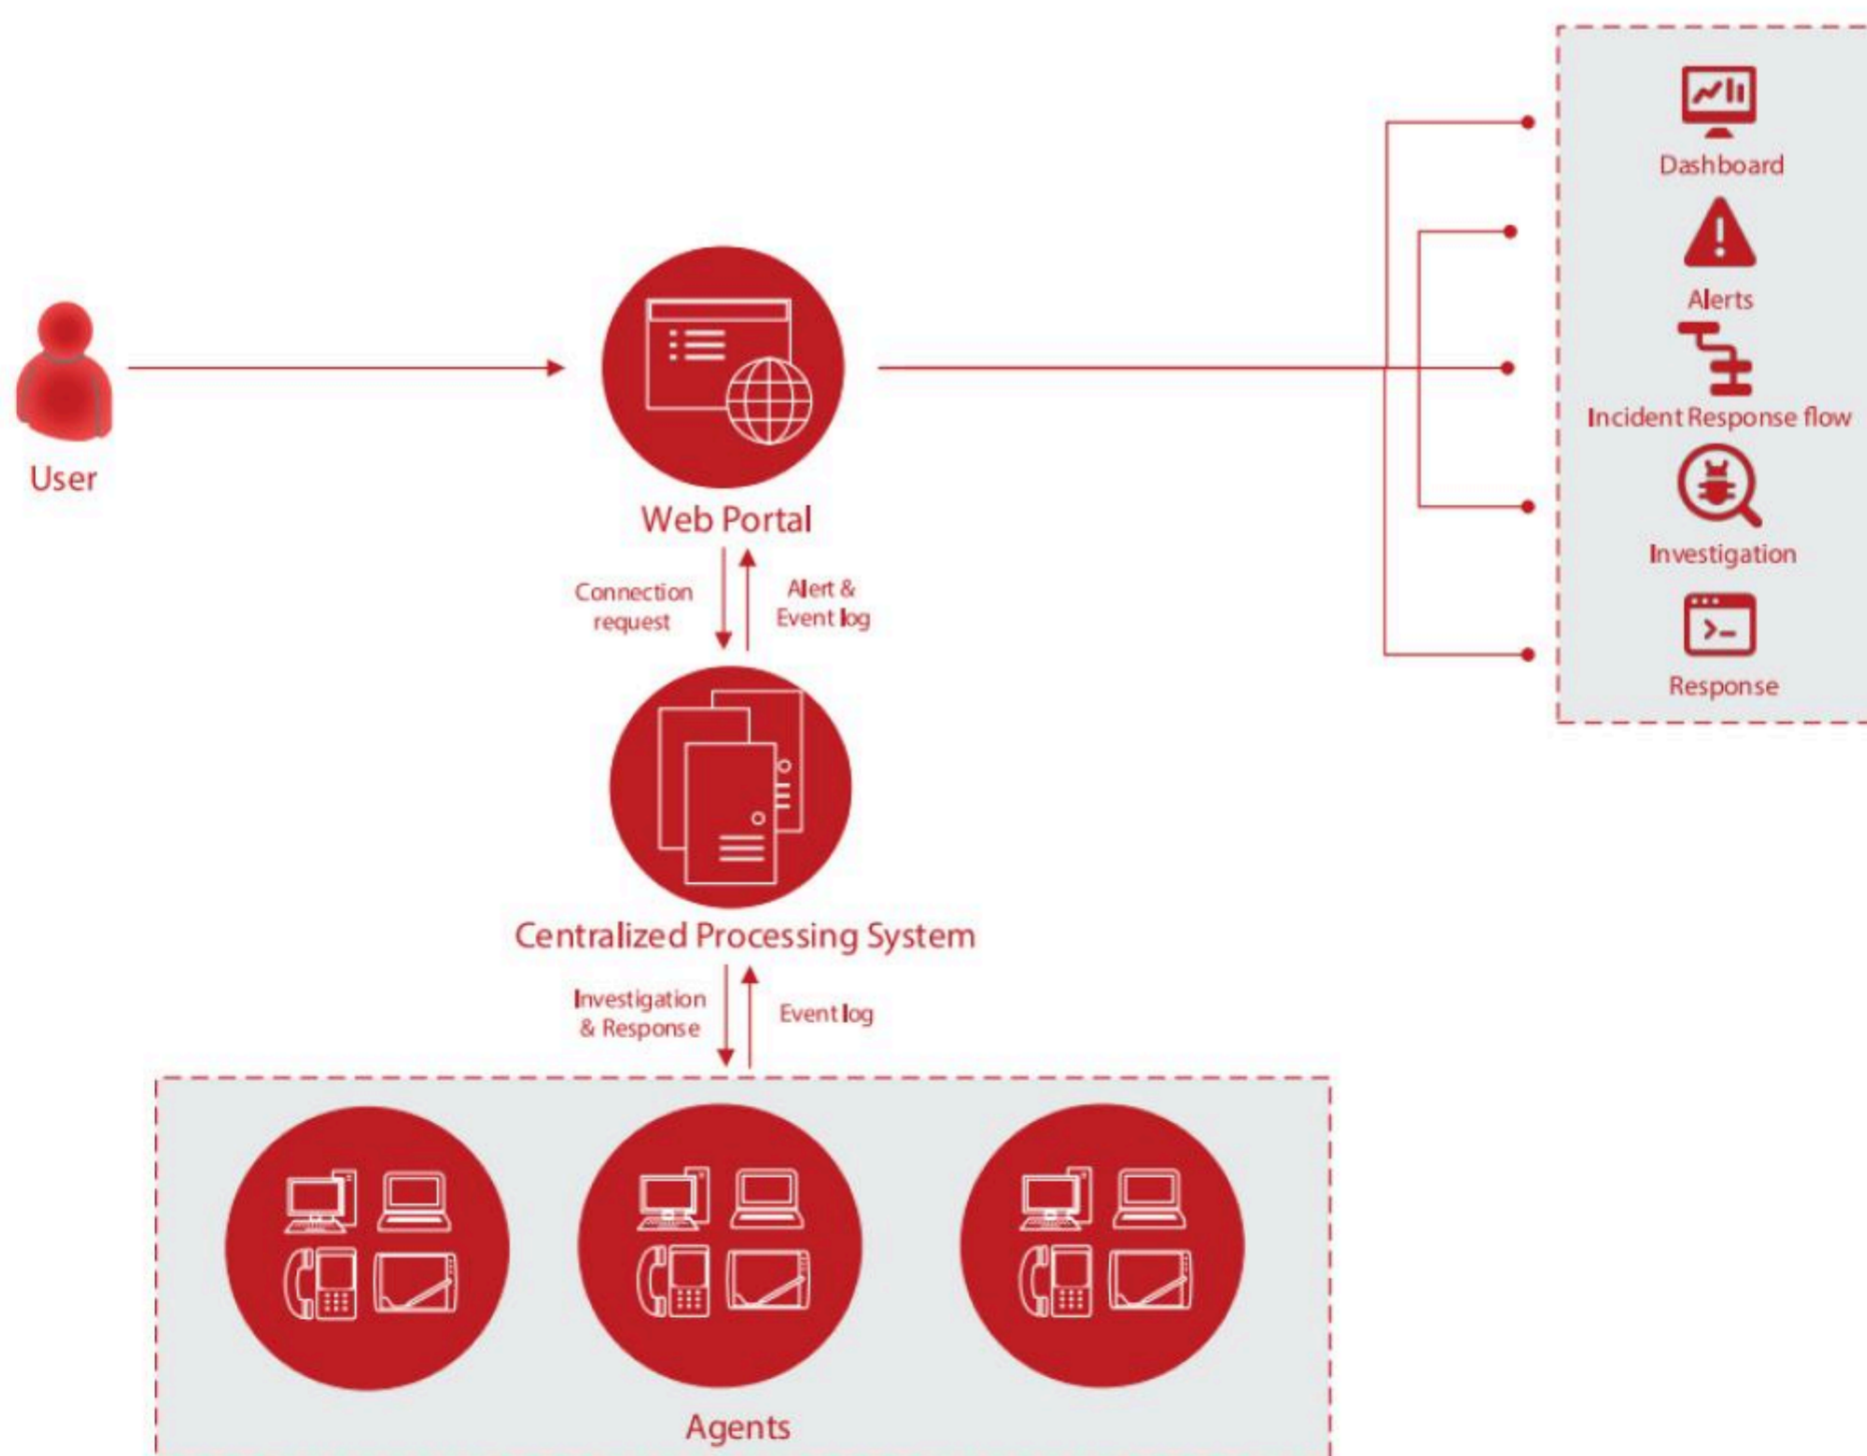 Dashboard
Alerts
Incident Response flow
Investigation
Response
User
Web Portal
Connection
request
Alert &
Event log
Centralized Processing System
Investigation
& Response
Event log
Agents